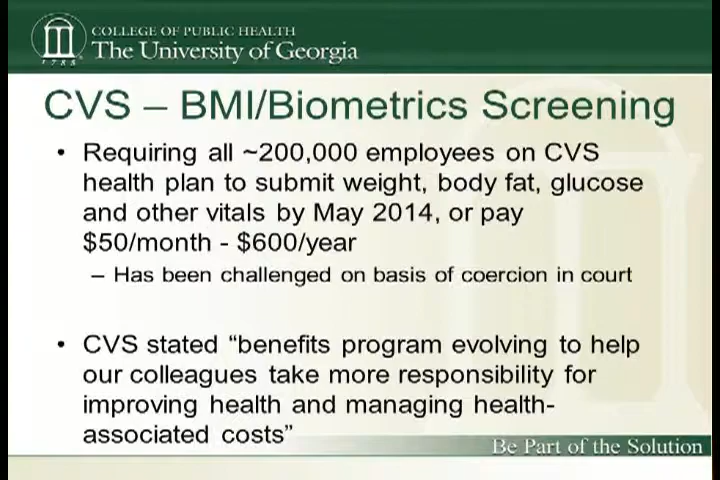 COLLEGE OF PUBLIC HEALTH
The University of Georgia
1785
CVS – BMI/Biometrics Screening
• Requiring all ~200,000 employees on CVS
health plan to submit weight, body fat, glucose
and other vitals by May 2014, or pay
$50/month - $600/year
– Has been challenged on basis of coercion in court
• CVS stated “benefits program evolving to help
our colleagues take more responsibility for
improving health and managing health-
associated costs”
Be Part of the Solution